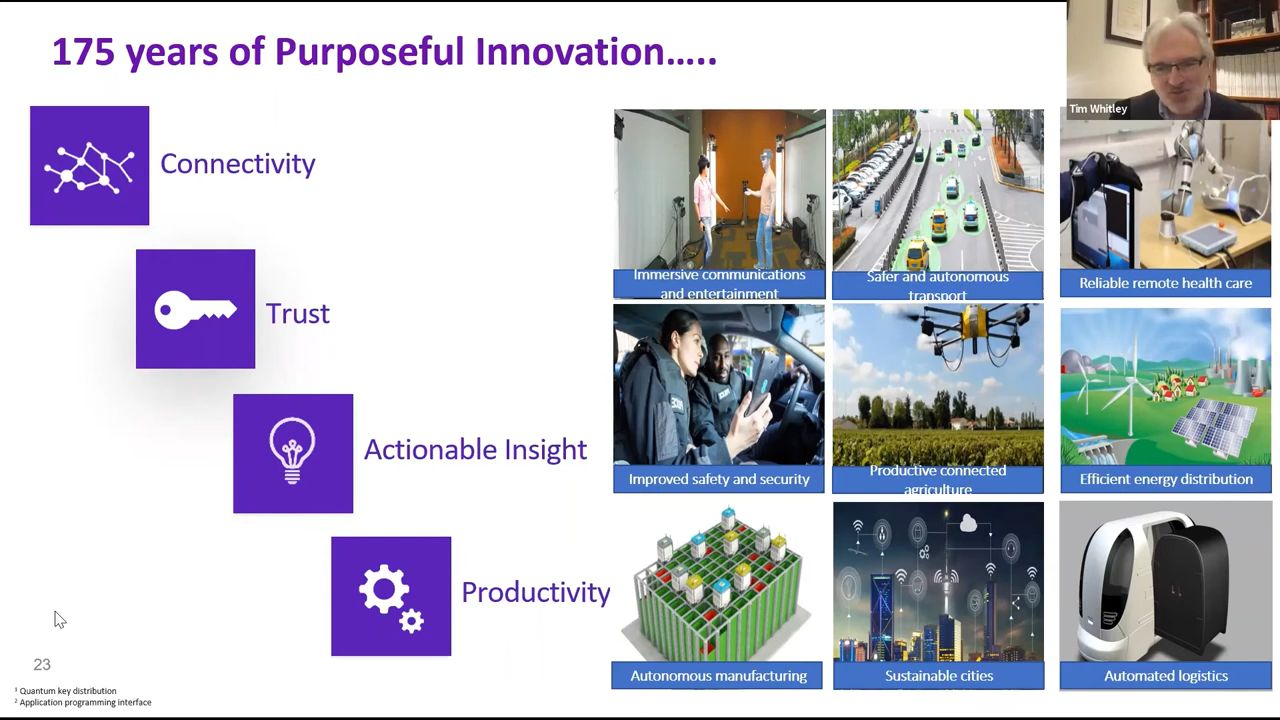 175 years of Purposeful Innovation…..
Tim Whitley
Connectivity
Trust
Actionable Insight
Productivity
Immersive communications
and entertainment
Safer and autonomous
transport
Reliable remote health care
Improved safety and security
Productive connected
agriculture
Efficient energy distribution
Autonomous manufacturing
Sustainable cities
Automated logistics
23
¹ Quantum key distribution
² Application programming interface